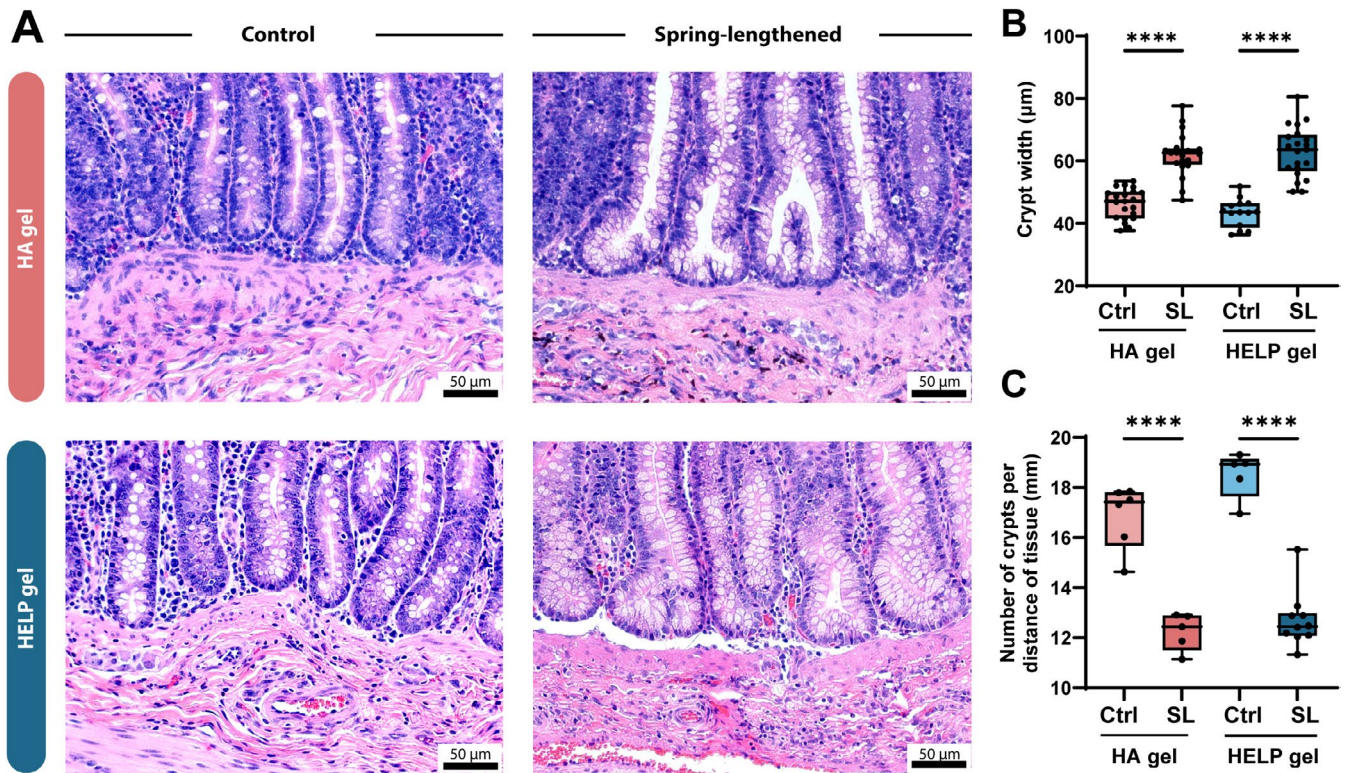 A
Control
Spring-lengthened
HA gel
50 µm
50 µm
HELP gel
50 µm
50 µm
B
Crypt width (µm)
100
80
60
40
20
****
****
Ctrl SL Ctrl SL
HA gel HELP gel
C
Number of crypts per
distance of tissue (mm)
20
18
16
14
12
10
****
****
Ctrl SL Ctrl SL
HA gel HELP gel